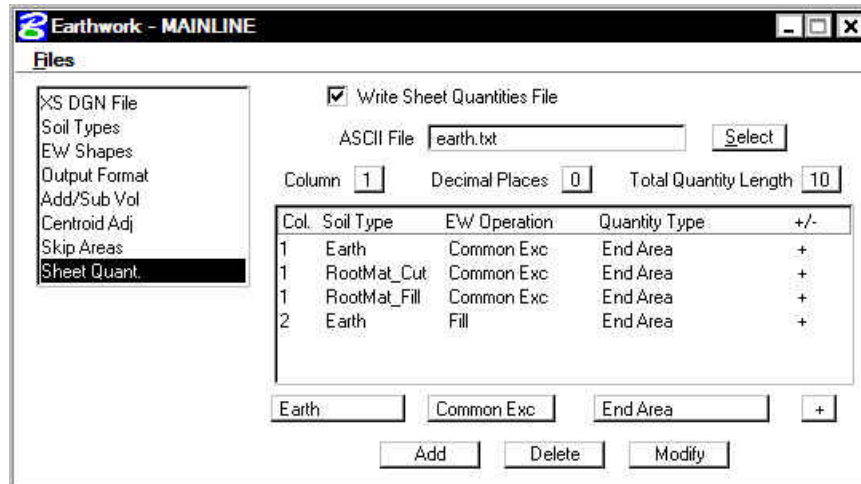 Earthwork - MAINLINE
Files
XS DGN File
Soil Types
EW Shapes
Output Format
Add/Sub Vol
Centroid Adj
Skip Areas
Sheet Quant.
Write Sheet Quantities File
ASCII File earth.txt Select
Column 1 Decimal Places 0 Total Quantity Length 10
Col. Soil Type EW Operation Quantity Type +/-
1 Earth Common Exc End Area +
1 RootMat_Cut Common Exc End Area +
1 RootMat_Fill Common Exc End Area +
2 Earth Fill End Area +
Earth Common Exc End Area +
Add Delete Modify